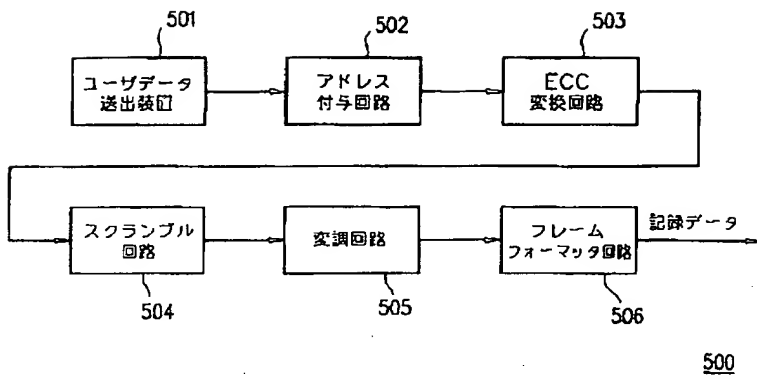 501
502
503
ユーザデータ
送出装置
アドレス
付与回路
ECC
変換回路
スクランブル
回路
変調回路
フレーム
フォーマッタ回路
記録データ
504
505
506
500